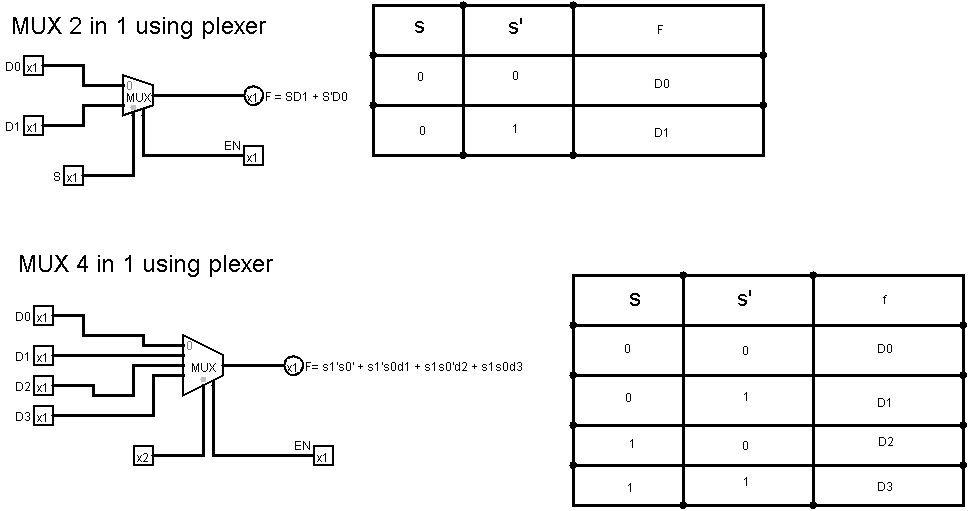 MUX 2 in 1 using plexer
D0 x1
0
MUX
x1 F = SD1 + S'D0
D1 x1
EN
x1
S x1
S S' F
0 0 D0
0 1 D1
MUX 4 in 1 using plexer
D0 x1
0
D1 x1
MUX
x1 F= s1's0' + s1's0d1 + s1s0'd2 + s1s0d3
D2 x1
D3 x1
x2
EN
x1
S S' f
0 0 D0
0 1 D1
1 0 D2
1 1 D3